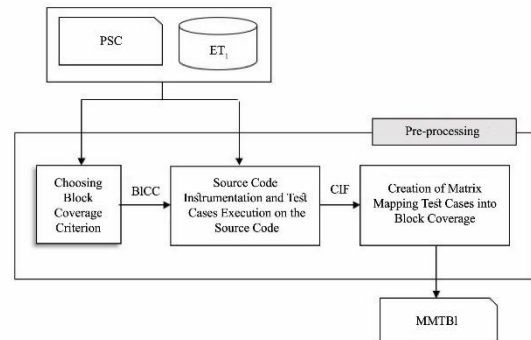 PSC
ET1
Pre-processing
Choosing
Block
Coverage
Criterion
BICC
Source Code
Instrumentation and Test
Cases Execution on the
Source Code
CIF
Creation of Matrix
Mapping Test Cases into
Block Coverage
MMTBI